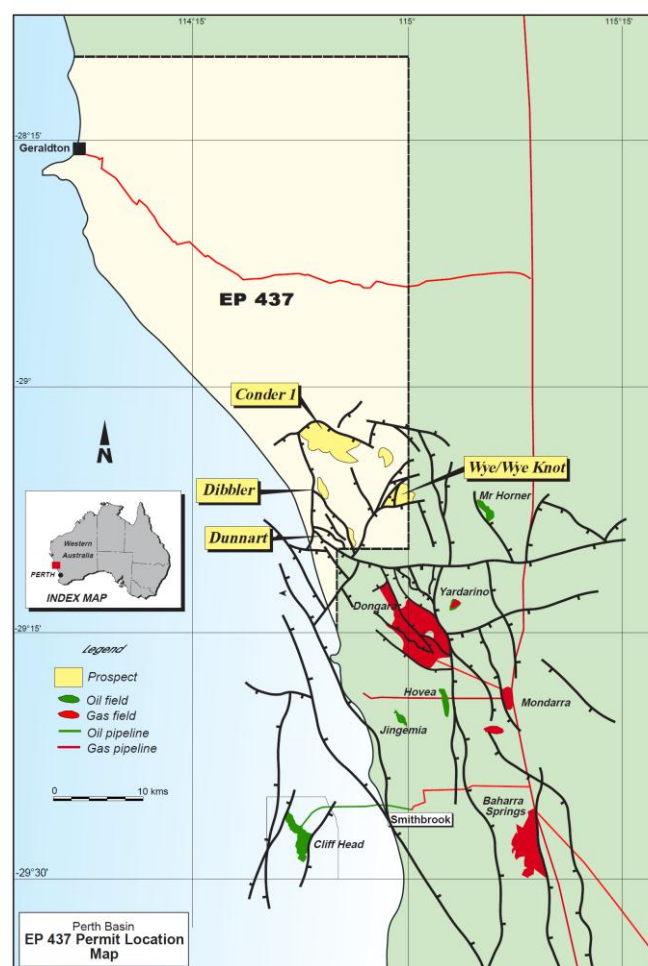 114°15'
115°
115°15'
-28°15'
Geraldton
EP 437
-29°
Conder 1
Wye/Wye Knot
Mr Horner
Dibbler
Dunnart
N
Western
Australia
PERTH
INDEX MAP
Yardarino
Dongara
-29°15'
Legend
Prospect
Oil field
Gas field
Oil pipeline
Gas pipeline
Hovea
Mondarra
Jingemia
0
10 kms
Baharra
Springs
Smithbrook
Cliff Head
-29°30'
Perth Basin
EP 437 Permit Location
Map